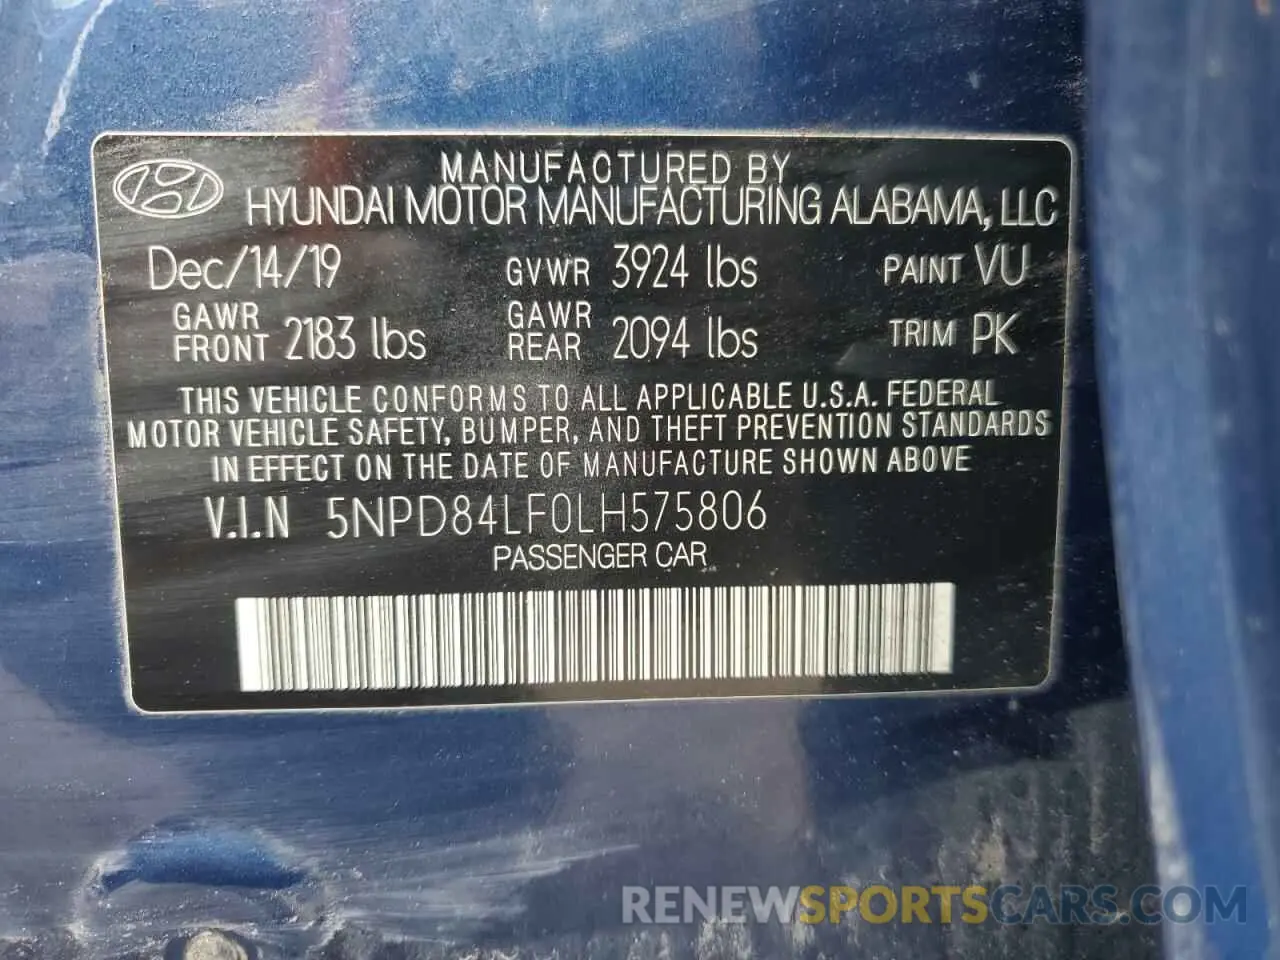 MANUFACTURED BY
HYUNDAI MOTOR MANUFACTURING ALABAMA, LLC
Dec/14/19 GVWR 3924 lbs PAINT VU
GAWR FRONT 2183 lbs GAWR REAR 2094 lbs TRIM PK
THIS VEHICLE CONFORMS TO ALL APPLICABLE U.S.A. FEDERAL
MOTOR VEHICLE SAFETY, BUMPER, AND THEFT PREVENTION STANDARDS
IN EFFECT ON THE DATE OF MANUFACTURE SHOWN ABOVE
V.I.N 5NPD84LF0LH575806
PASSENGER CAR
RENEWSPORTSCARS.COM